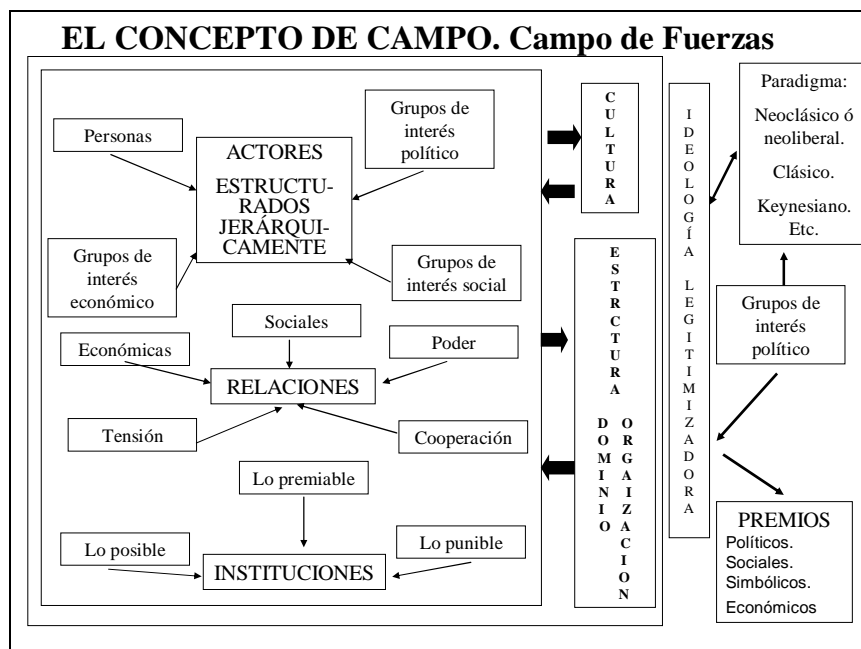 EL CONCEPTO DE CAMPO. Campo de Fuerzas
Personas
Grupos de
interés
político
ACTORES
ESTRUCTU-
RADOS
JERÁRQUI-
CAMENTE
Grupos de
interés
económico
Grupos de
interés social
Sociales
Económicas
Poder
RELACIONES
Tensión
Cooperación
Lo premiable
Lo posible
Lo punible
INSTITUCIONES
CULTURA
ESTRCTURA
DOMINIO
ORGAIZACION
IDEOLOGÍA LEGITIMIZADORA
Paradigma:
Neoclásico ó
neoliberal.
Clásico.
Keynesiano.
Etc.
Grupos de
interés
político
PREMIOS
Políticos.
Sociales.
Simbólicos.
Económicos